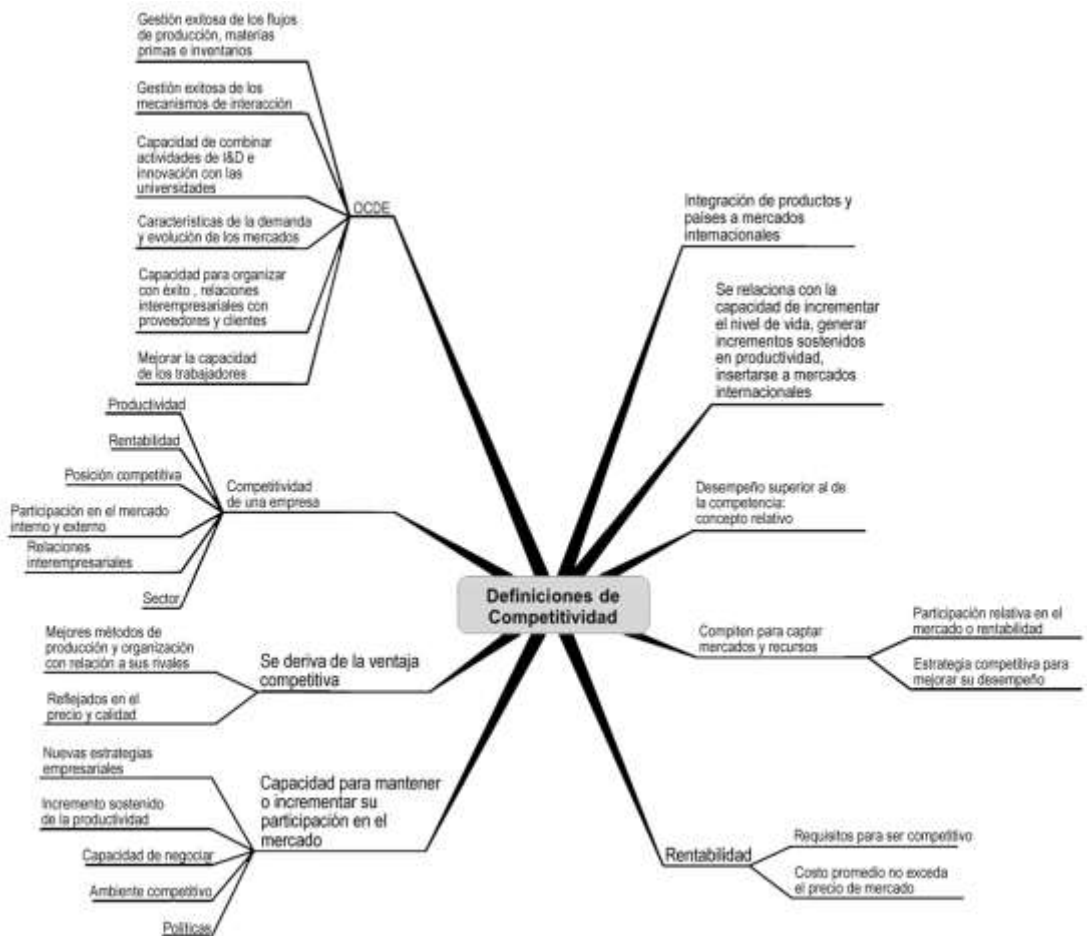 Gestión exitosa de los flujos
de producción, materias
primas e inventarios
Gestión exitosa de los
mecanismos de interacción
Capacidad de combinar
actividades de I&D e
innovación con las
universidades
Características de la demanda
y evolución de los mercados
Capacidad para organizar
con éxito , relaciones
interempresariales con
proveedores y clientes
Mejorar la capacidad
de los trabajadores
OCDE
Productividad
Rentabilidad
Posición competitiva
Participación en el mercado
interno y externo
Relaciones
interempresariales
Sector
Competitividad
de una empresa
Mejores métodos de
producción y organización
con relación a sus rivales
Reflejados en el
precio y calidad
Se deriva de la ventaja
competitiva
Nuevas estrategias
empresariales
Incremento sostenido
de la productividad
Capacidad de negociar
Ambiente competitivo
Políticas
Capacidad para mantener
o incrementar su
participación en el
mercado
Definiciones de
Competitividad
Integración de productos y
países a mercados
internacionales
Se relaciona con la
capacidad de incrementar
el nivel de vida, generar
incrementos sostenidos
en productividad,
insertarse a mercados
internacionales
Desempeño superior al de
la competencia:
concepto relativo
Compiten para captar
mercados y recursos
Participación relativa en el
mercado o rentabilidad
Estrategia competitiva para
mejorar su desempeño
Rentabilidad
Requisitos para ser competitivo
Costo promedio no exceda
el precio de mercado